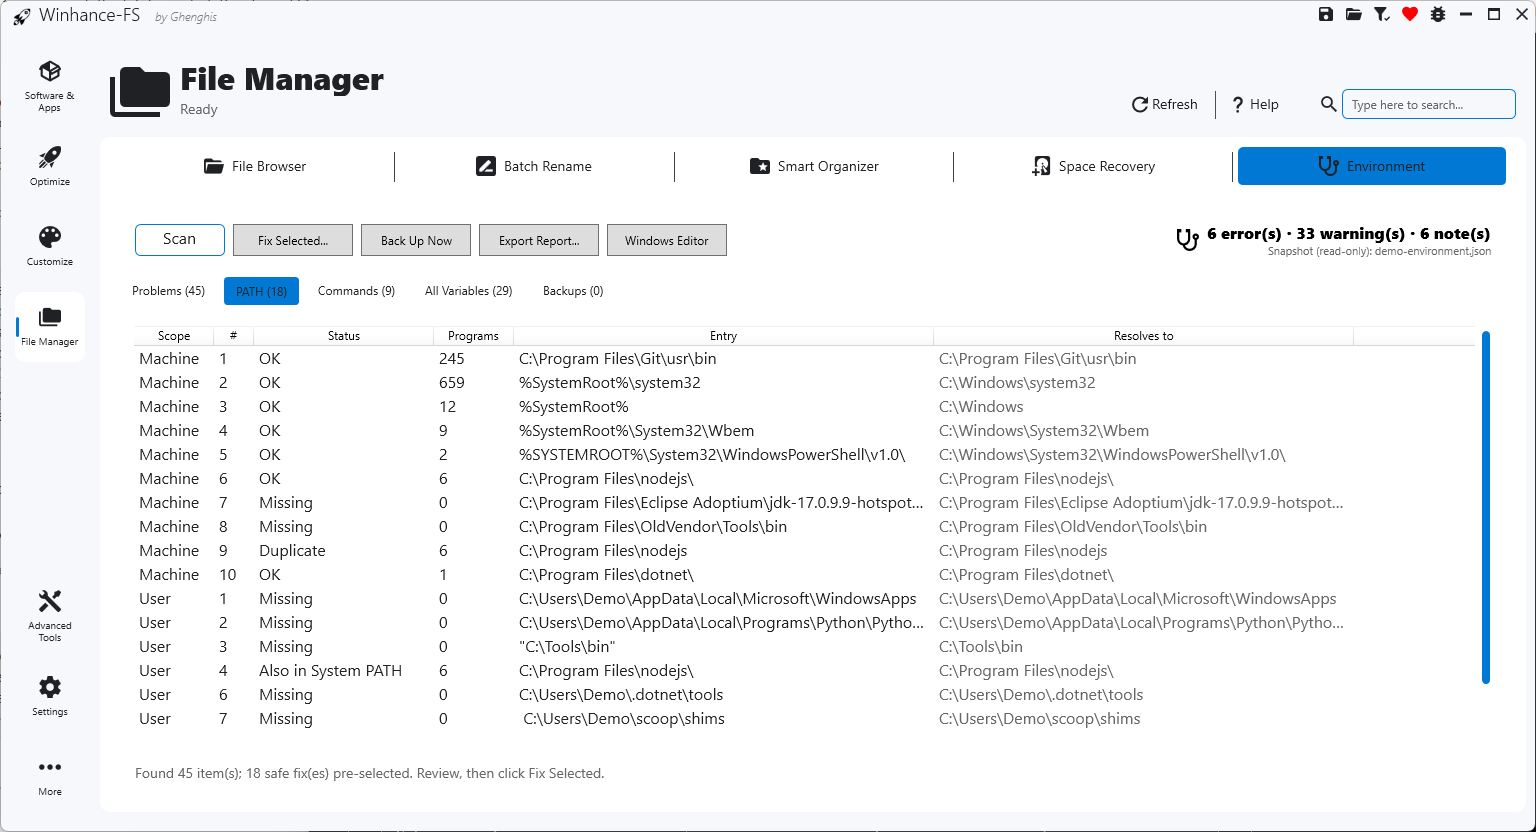 Winhance-FS by Ghenghis
Software & Apps
Optimize
Customize
File Manager
Advanced Tools
Settings
More
File Manager
Ready
Refresh
? Help
Type here to search...
File Browser
Batch Rename
Smart Organizer
Space Recovery
Environment
Scan
Fix Selected...
Back Up Now
Export Report...
Windows Editor
6 error(s) · 33 warning(s) · 6 note(s)
Snapshot (read-only): demo-environment.json
Problems (45)
PATH (18)
Commands (9)
All Variables (29)
Backups (0)
Scope # Status Programs Entry Resolves to
Machine 1 OK 245 C:\Program Files\Git\usr\bin C:\Program Files\Git\usr\bin
Machine 2 OK 659 %SystemRoot%\system32 C:\Windows\system32
Machine 3 OK 12 %SystemRoot% C:\Windows
Machine 4 OK 9 %SystemRoot%\System32\Wbem C:\Windows\System32\Wbem
Machine 5 OK 2 %SYSTEMROOT%\System32\WindowsPowerShell\v1.0\ C:\Windows\System32\WindowsPowerShell\v1.0\
Machine 6 OK 6 C:\Program Files\nodejs\ C:\Program Files\nodejs\
Machine 7 Missing 0 C:\Program Files\Eclipse Adoptium\jdk-17.0.9.9-hotspot... C:\Program Files\Eclipse Adoptium\jdk-17.0.9.9-hotspot...
Machine 8 Missing 0 C:\Program Files\OldVendor\Tools\bin C:\Program Files\OldVendor\Tools\bin
Machine 9 Duplicate 6 C:\Program Files\nodejs C:\Program Files\nodejs
Machine 10 OK 1 C:\Program Files\dotnet\ C:\Program Files\dotnet\
User 1 Missing 0 C:\Users\Demo\AppData\Local\Microsoft\WindowsApps C:\Users\Demo\AppData\Local\Microsoft\WindowsApps
User 2 Missing 0 C:\Users\Demo\AppData\Local\Programs\Python\Pytho... C:\Users\Demo\AppData\Local\Programs\Python\Pytho...
User 3 Missing 0 "C:\Tools\bin" C:\Tools\bin
User 4 Also in System PATH 6 C:\Program Files\nodejs\ C:\Program Files\nodejs\
User 6 Missing 0 C:\Users\Demo\.dotnet\tools C:\Users\Demo\.dotnet\tools
User 7 Missing 0 C:\Users\Demo\scoop\shims C:\Users\Demo\scoop\shims
Found 45 item(s); 18 safe fix(es) pre-selected. Review, then click Fix Selected.